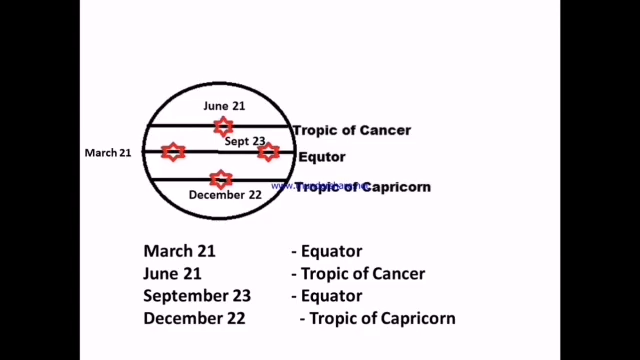 June 21
Tropic of Cancer
Sept 23
March 21
Equtor
Tropic of Capricorn
December 22
March 21 - Equator
June 21 - Tropic of Cancer
September 23 - Equator
December 22 - Tropic of Capricorn